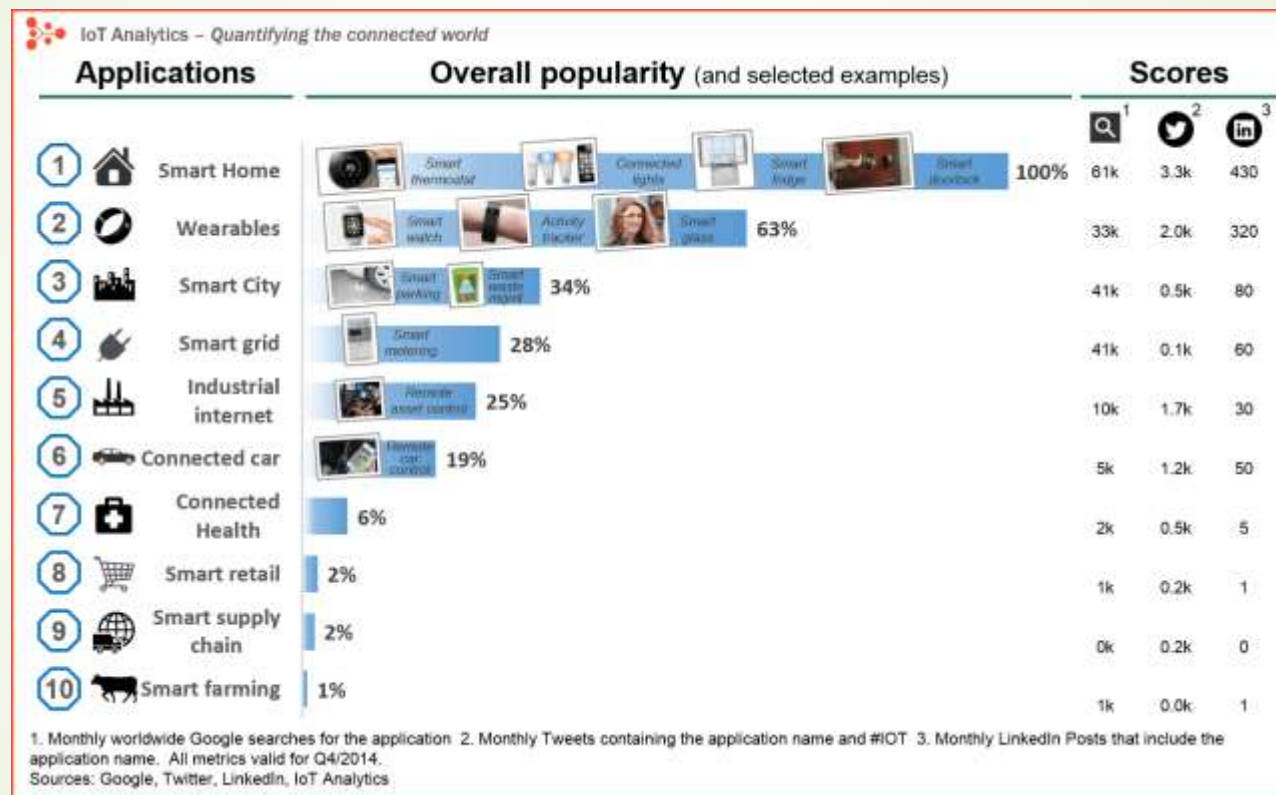 IoT Analytics – Quantifying the connected world
Applications
Overall popularity (and selected examples)
Scores
1 2 3
1 Smart Home Smart thermostat Connected lights Smart fridge Smart doorlock 100% 61k 3.3k 430
2 Wearables Smart watch Activity tracker Smart glass 63% 33k 2.0k 320
3 Smart City Smart parking Smart waste mgmt 34% 41k 0.5k 80
4 Smart grid Smart metering 28% 41k 0.1k 60
5 Industrial internet Remote asset control 25% 10k 1.7k 30
6 Connected car Remote car control 19% 5k 1.2k 50
7 Connected Health 6% 2k 0.5k 5
8 Smart retail 2% 1k 0.2k 1
9 Smart supply chain 2% 0k 0.2k 0
10 Smart farming 1% 1k 0.0k 1
1. Monthly worldwide Google searches for the application 2. Monthly Tweets containing the application name and #IOT 3. Monthly LinkedIn Posts that include the
application name. All metrics valid for Q4/2014.
Sources: Google, Twitter, LinkedIn, IoT Analytics